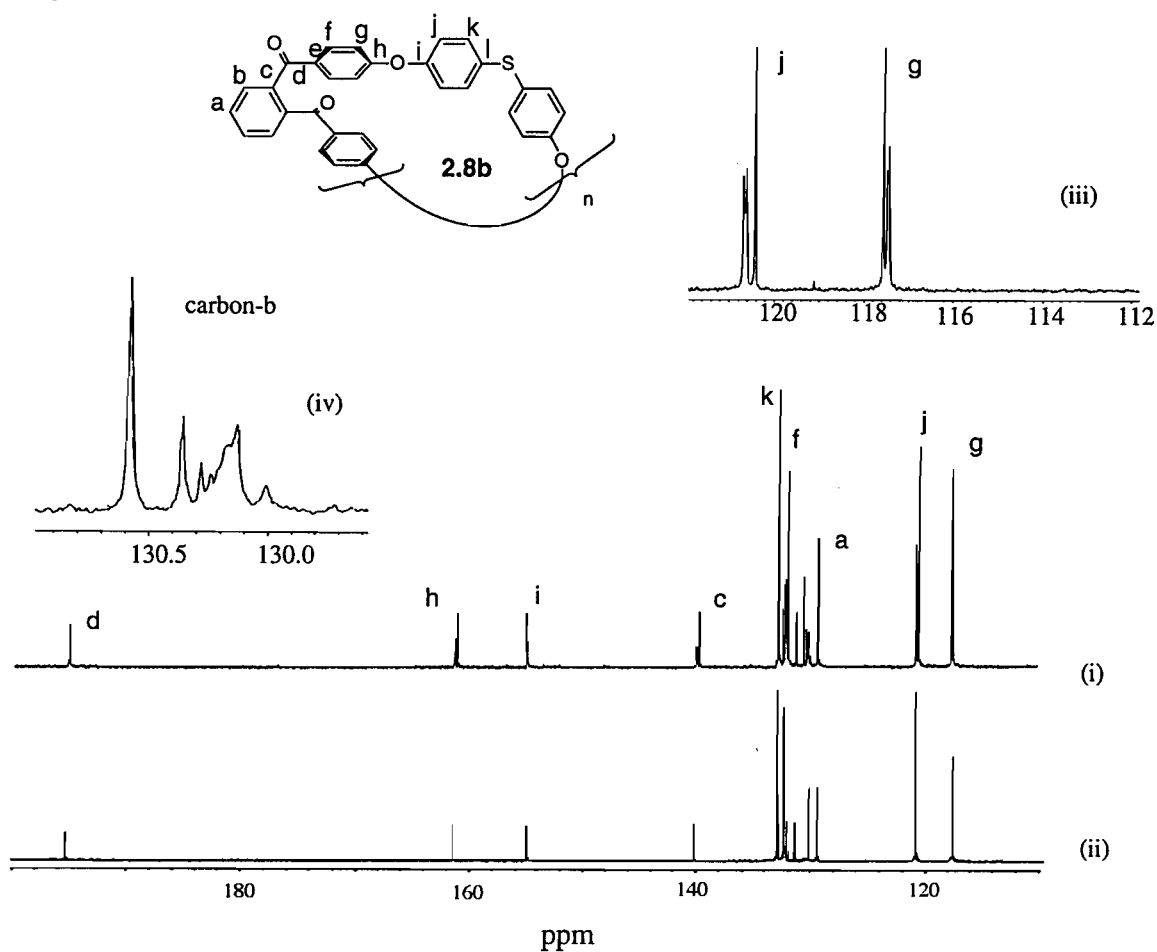 O
f
g
e
h
O
i
j
k
l
S
b
c
d
a
O
2.8b
O
n
j
g
(iii)
120 118 116 114 112
carbon-b
(iv)
130.5 130.0
k
f
j
g
a
d
h
i
c
(i)
(ii)
180 160 140 120
ppm